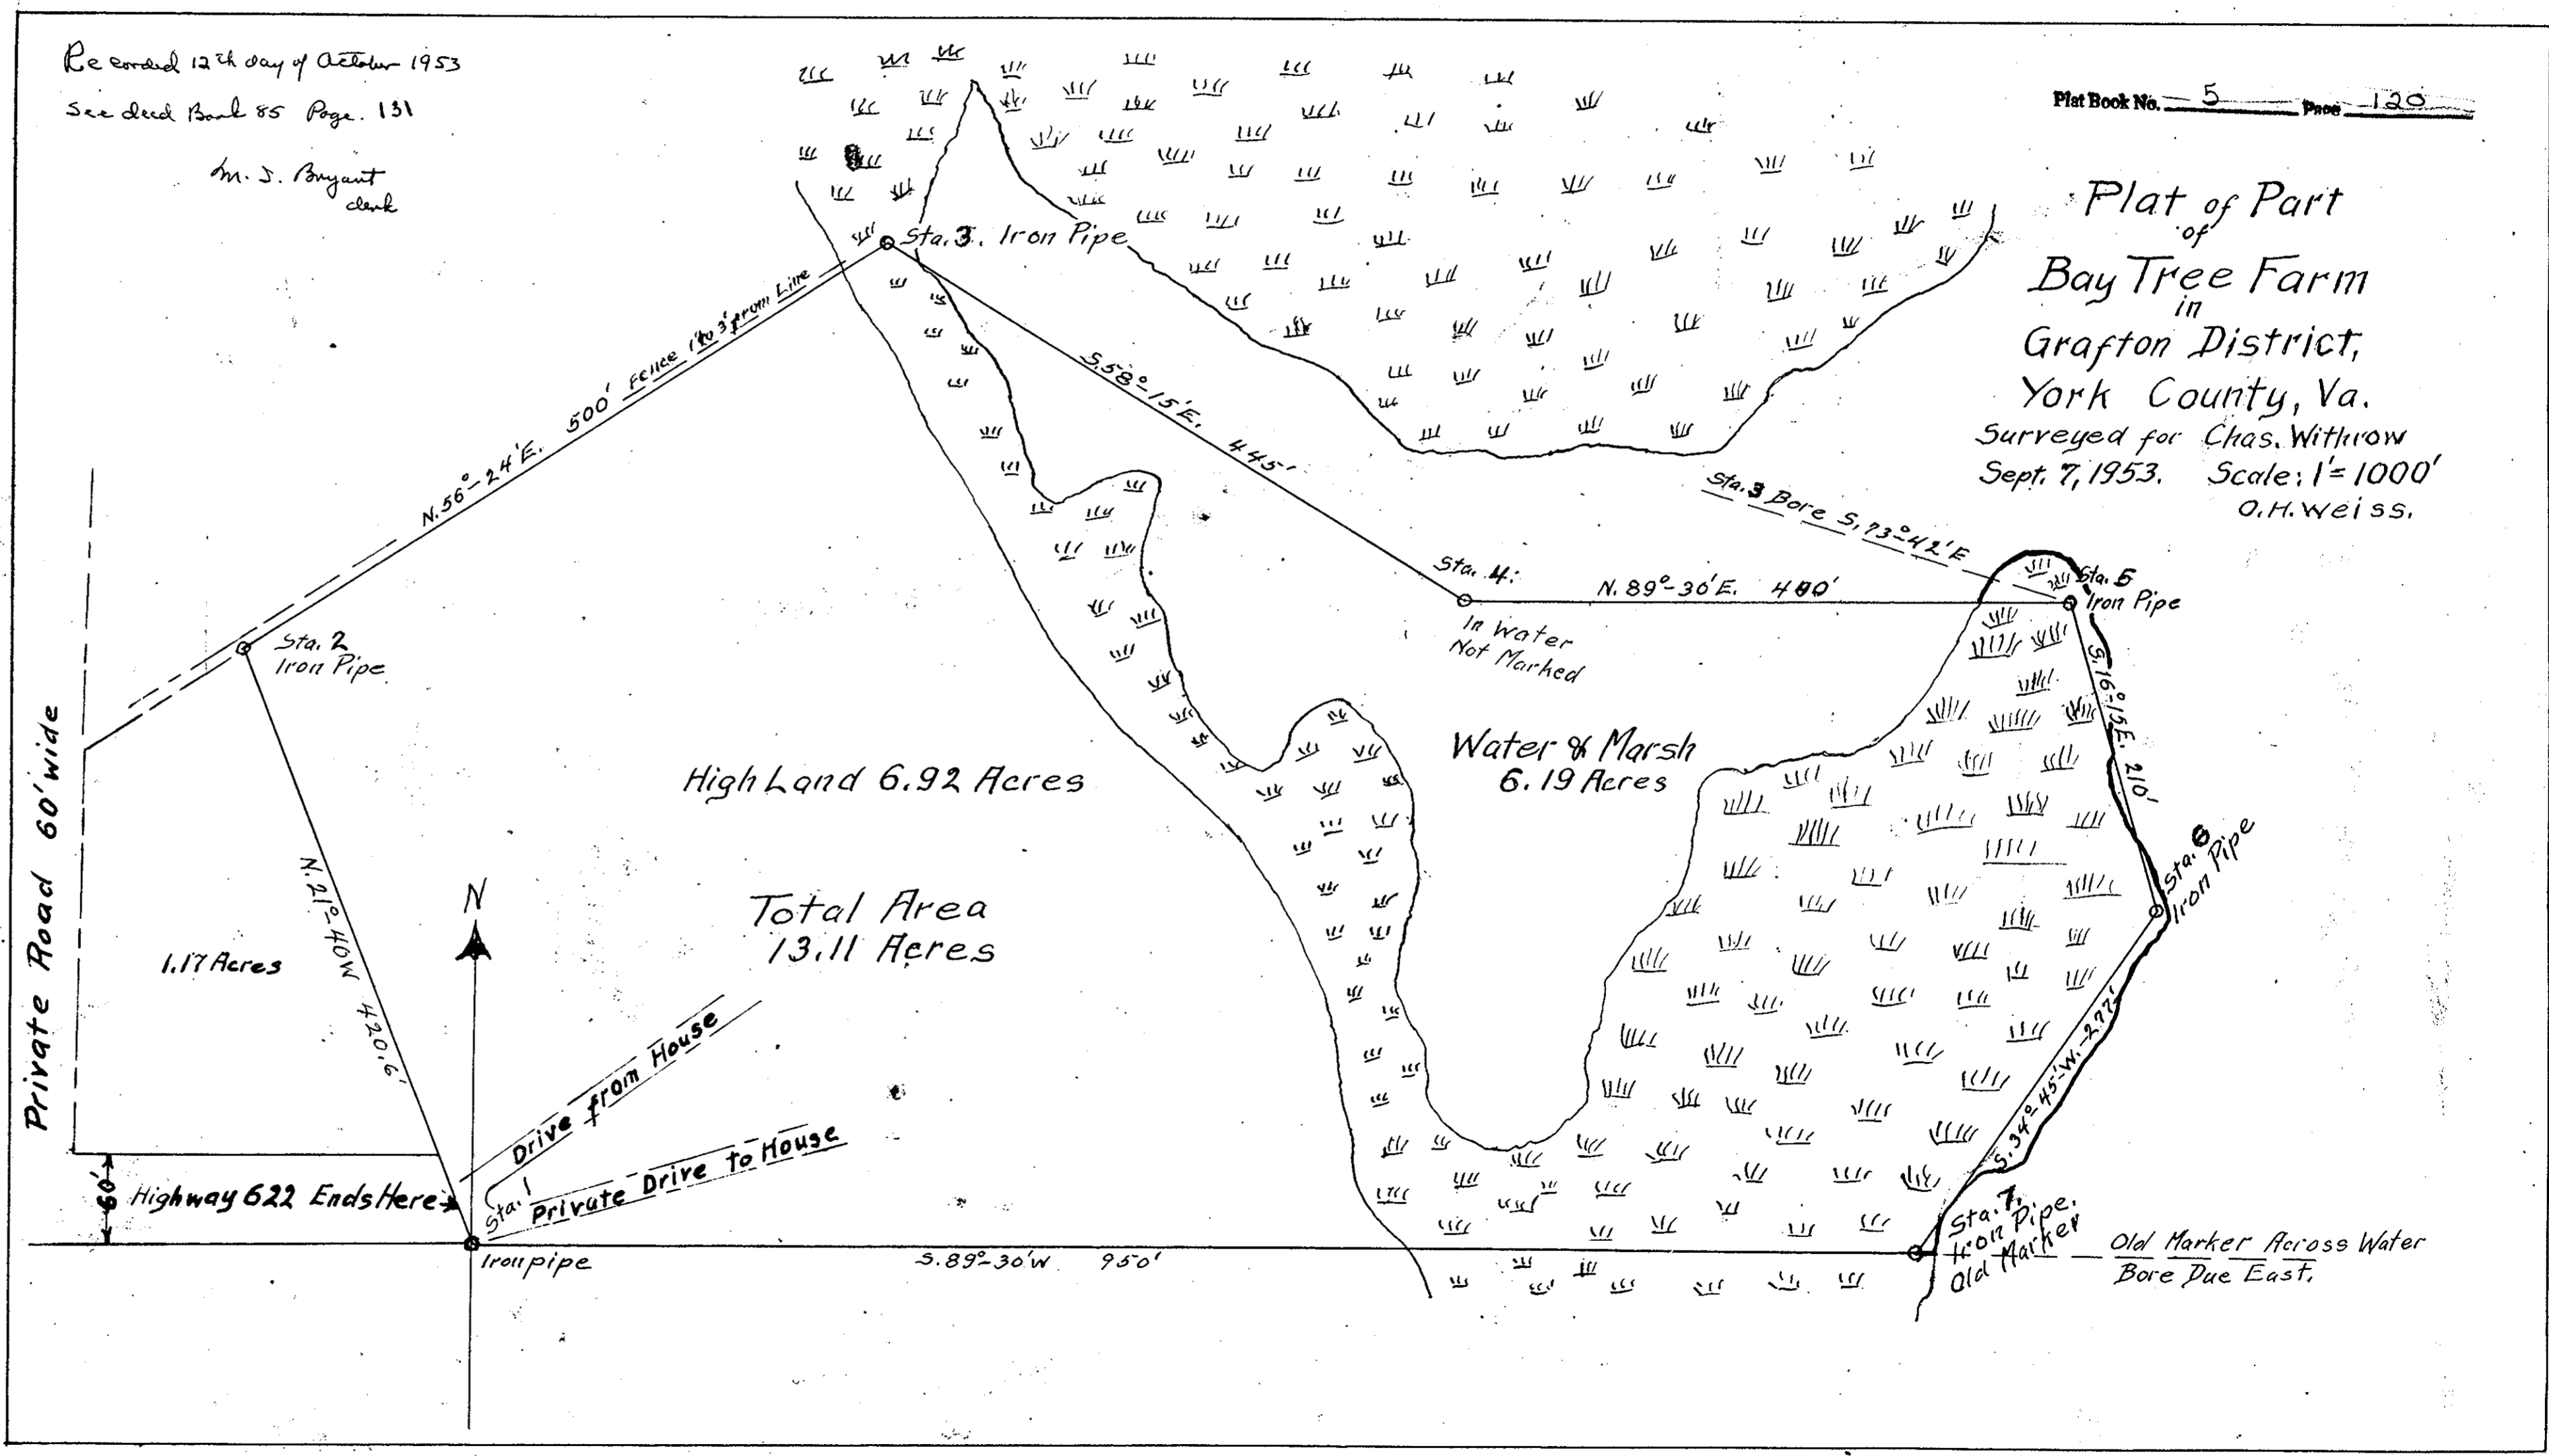 Recorded 12th day of October 1953
See deed Book 85 Page. 131
M. S. Bryant
clerk
Plat Book No. 5 Page 120
Plat of Part
of
Bay Tree Farm
in
Grafton District,
York County, Va.
Surveyed for Chas. Withrow
Sept. 7, 1953. Scale: 1'=1000'
O.H. Weiss.
Sta. 3. Iron Pipe
N. 56°-24'E. 500' Fence 1' to 3' from Line
S. 58°-15'E. 445'
Sta. 3 Bore S. 73°-42'E
Sta. 4.
In Water
Not Marked
N. 89°-30'E. 400'
Sta. 5
Iron Pipe
Sta. 2
Iron Pipe
S. 16°-15'E. 210'
Private Road 60' wide
High Land 6.92 Acres
Water & Marsh
6.19 Acres
Sta. 6
Iron Pipe
N. 21°-40'W 420.6'
N
Total Area
13.11 Acres
1.17 Acres
S. 34°-45'-W. -277'
Drive from House
Private Drive to House
60'
Highway 622 Ends Here
Sta. 1
Iron pipe
S. 89°-30'W 950'
Sta. 7.
Iron Pipe.
Old Marker
Old Marker Across Water
Bore Due East.